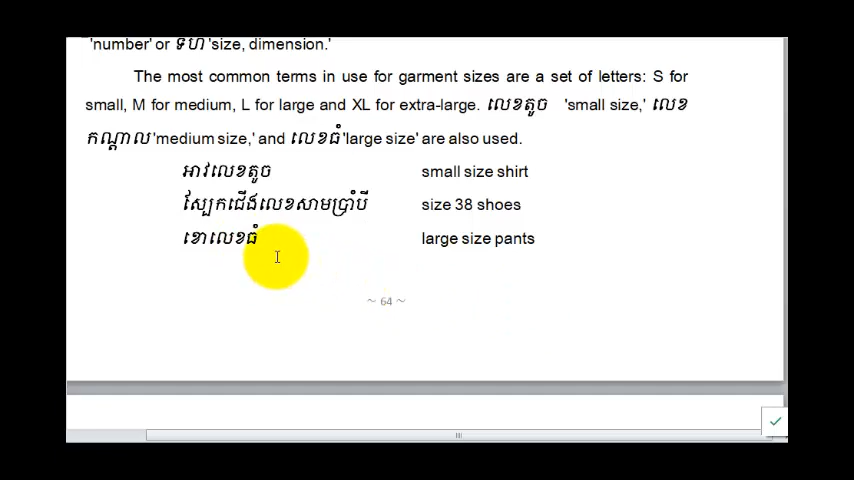 'number' or ទំហំ 'size, dimension.'
The most common terms in use for garment sizes are a set of letters: S for
small, M for medium, L for large and XL for extra-large. លេខតូច 'small size,' លេខ
កណ្ដាល 'medium size,' and លេខធំ 'large size' are also used.
អាវលេខតូច small size shirt
ស្បែកជើងលេខសាមប្រាំបី size 38 shoes
ខោលេខធំ large size pants
~ 64 ~